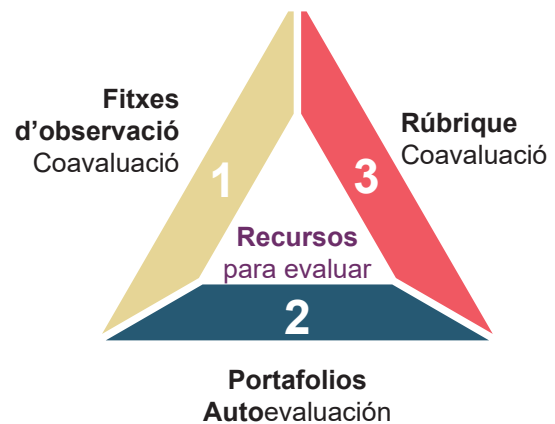 Fitxes
d'observació
Coavaluació
1
Rúbrique
Coavaluació
3
Recursos
para evaluar
2
Portafolios
Autoevaluación